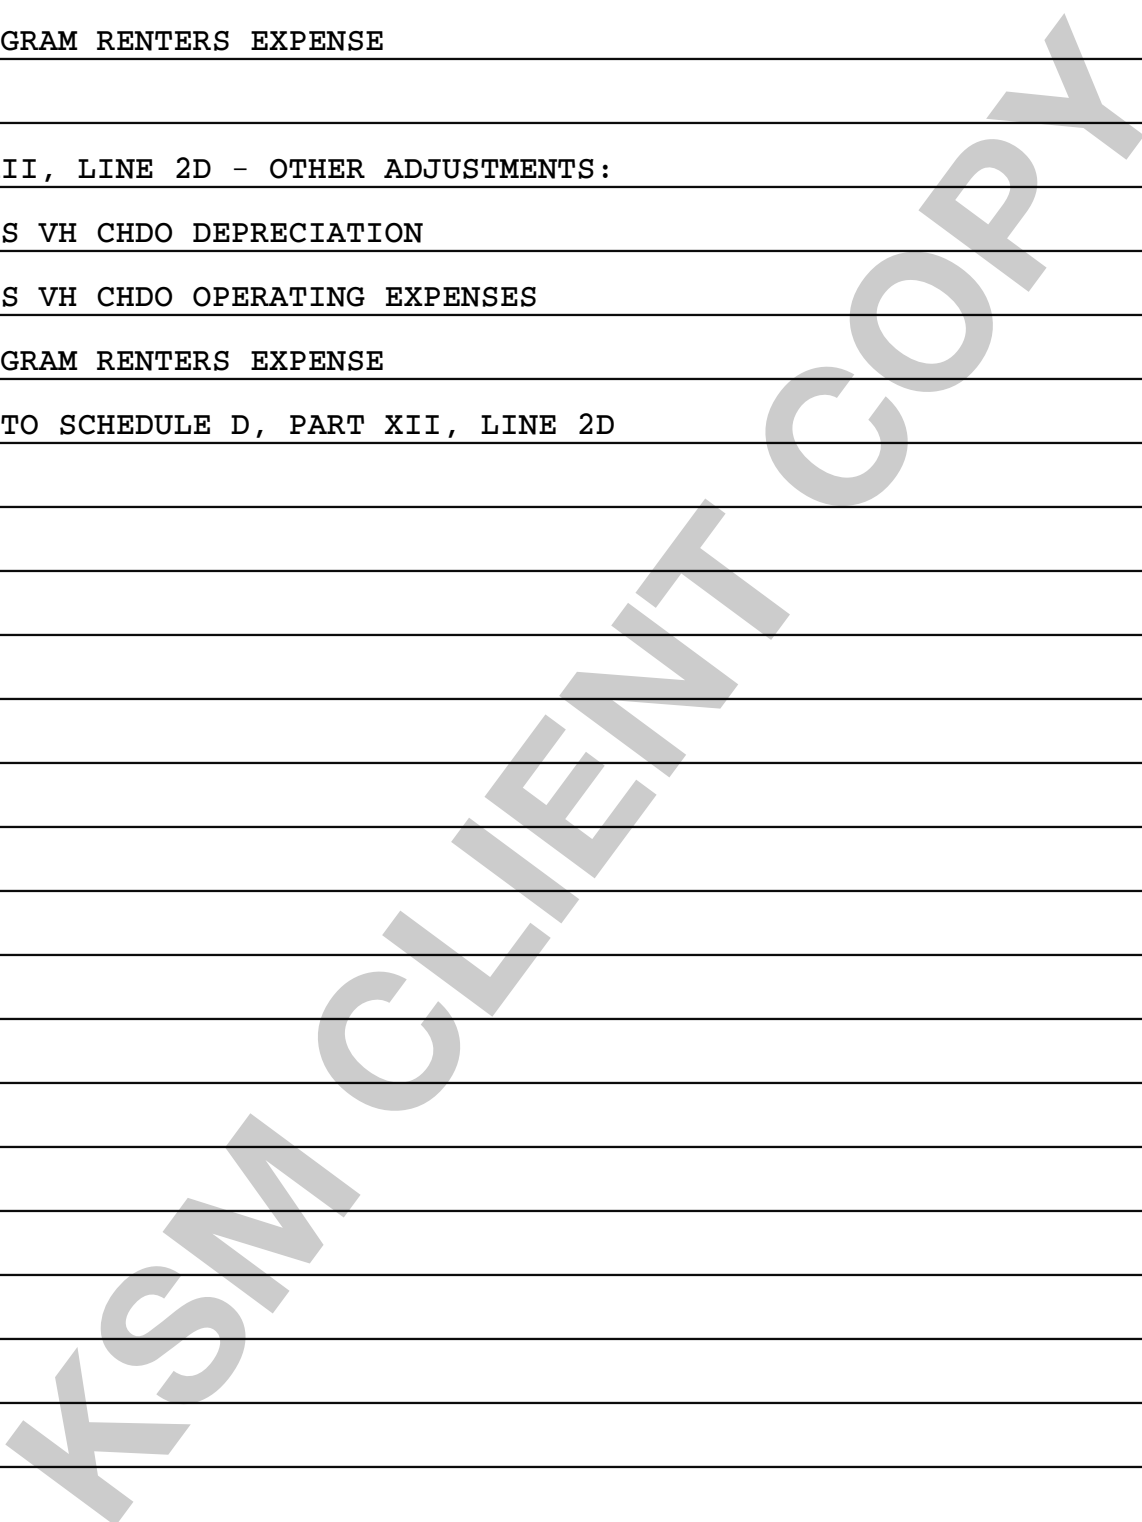 GRAM RENTERS EXPENSE
II, LINE 2D - OTHER ADJUSTMENTS:
S VH CHDO DEPRECIATION
S VH CHDO OPERATING EXPENSES
GRAM RENTERS EXPENSE
TO SCHEDULE D, PART XII, LINE 2D
KSM CLIENT COPY